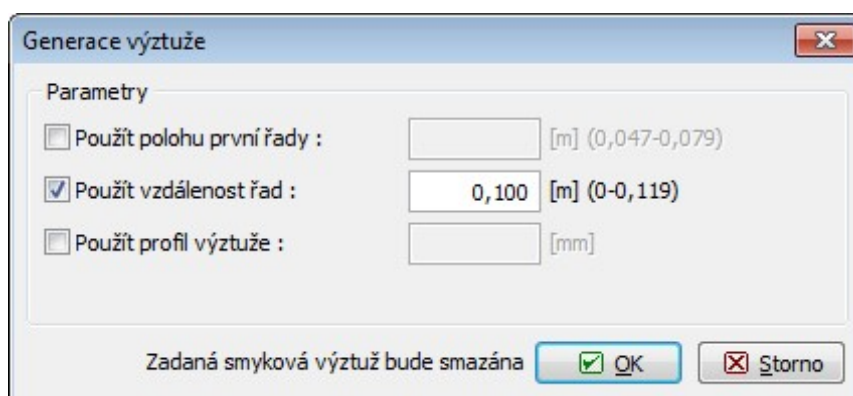 Generace výztuže
Parametry
Použít polohu první řady : [m] (0,047-0,079)
Použít vzdálenost řad : 0,100 [m] (0-0,119)
Použít profil výztuže : [mm]
Zadaná smyková výztuž bude smazána OK Storno